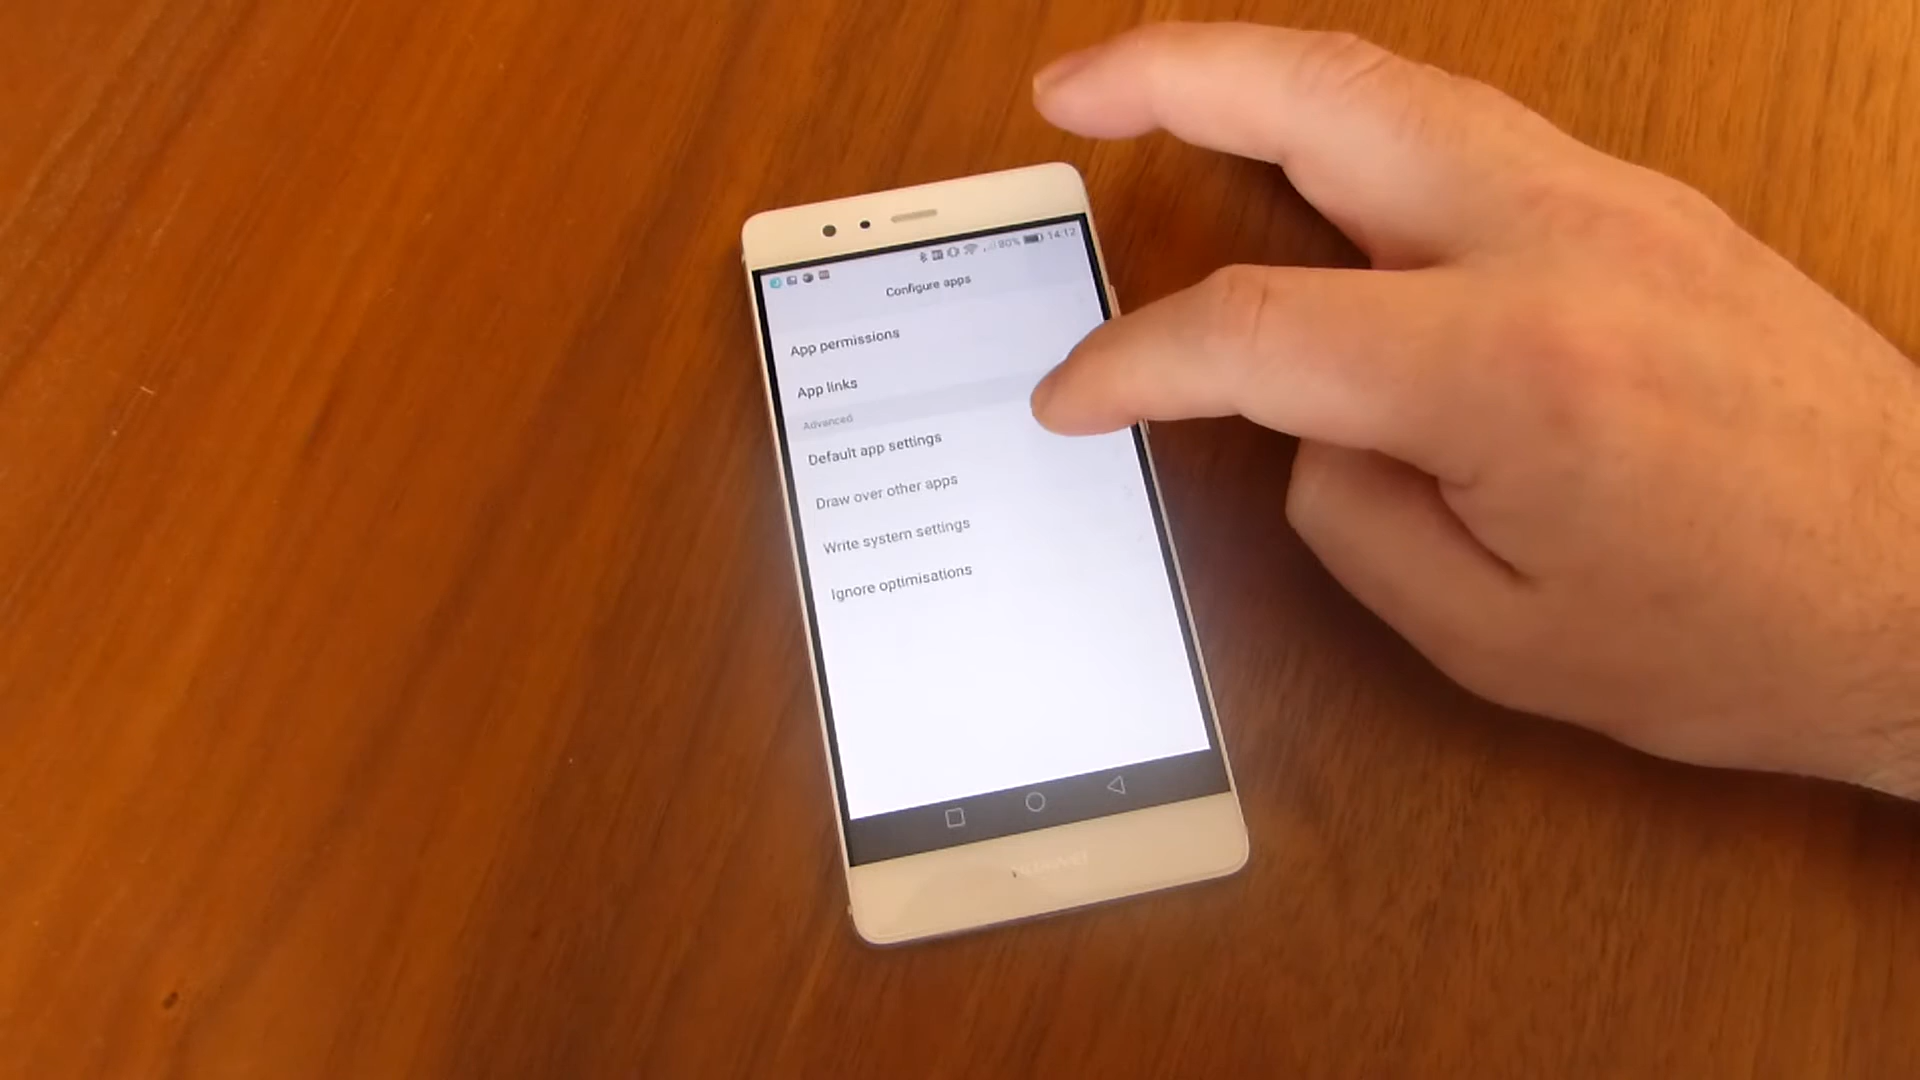 80% 14:12
Configure apps
App permissions
App links
Advanced
Default app settings
Draw over other apps
Write system settings
Ignore optimisations
HUAWEI